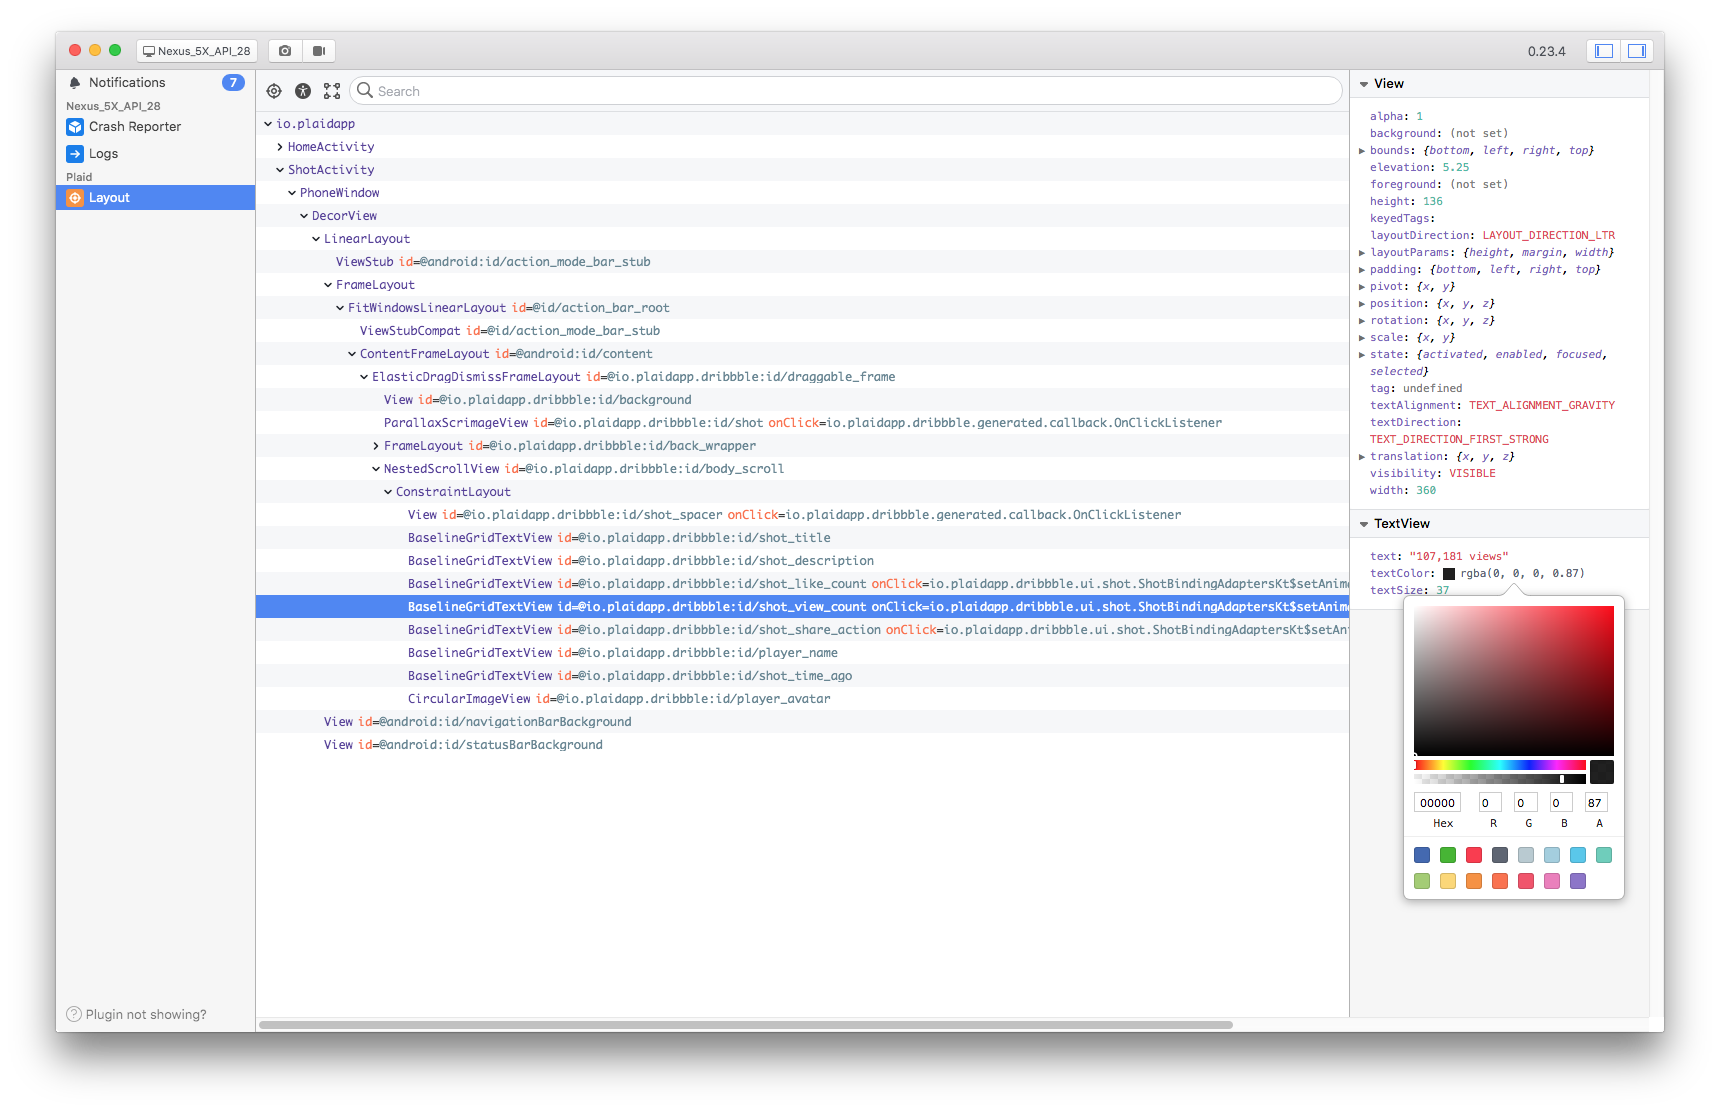 Nexus_5X_API_28
0.23.4
Notifications 7
Nexus_5X_API_28
Crash Reporter
Logs
Plaid
Layout
Plugin not showing?
Search
io.plaidapp
HomeActivity
ShotActivity
PhoneWindow
DecorView
LinearLayout
ViewStub id=@android:id/action_mode_bar_stub
FrameLayout
FitWindowsLinearLayout id=@id/action_bar_root
ViewStubCompat id=@id/action_mode_bar_stub
ContentFrameLayout id=@android:id/content
ElasticDragDismissFrameLayout id=@io.plaidapp.dribbble:id/draggable_frame
View id=@io.plaidapp.dribbble:id/background
ParallaxScrimageView id=@io.plaidapp.dribbble:id/shot onClick=io.plaidapp.dribbble.generated.callback.OnClickListener
FrameLayout id=@io.plaidapp.dribbble:id/back_wrapper
NestedScrollView id=@io.plaidapp.dribbble:id/body_scroll
ConstraintLayout
View id=@io.plaidapp.dribbble:id/shot_spacer onClick=io.plaidapp.dribbble.generated.callback.OnClickListener
BaselineGridTextView id=@io.plaidapp.dribbble:id/shot_title
BaselineGridTextView id=@io.plaidapp.dribbble:id/shot_description
BaselineGridTextView id=@io.plaidapp.dribbble:id/shot_like_count onClick=io.plaidapp.dribbble.ui.shot.ShotBindingAdaptersKt$setAnim
BaselineGridTextView id=@io.plaidapp.dribbble:id/shot_view_count onClick=io.plaidapp.dribbble.ui.shot.ShotBindingAdaptersKt$setAnim
BaselineGridTextView id=@io.plaidapp.dribbble:id/shot_share_action onClick=io.plaidapp.dribbble.ui.shot.ShotBindingAdaptersKt$setAn
BaselineGridTextView id=@io.plaidapp.dribbble:id/player_name
BaselineGridTextView id=@io.plaidapp.dribbble:id/shot_time_ago
CircularImageView id=@io.plaidapp.dribbble:id/player_avatar
View id=@android:id/navigationBarBackground
View id=@android:id/statusBarBackground
View
alpha: 1
background: (not set)
bounds: {bottom, left, right, top}
elevation: 5.25
foreground: (not set)
height: 136
keyedTags:
layoutDirection: LAYOUT_DIRECTION_LTR
layoutParams: {height, margin, width}
padding: {bottom, left, right, top}
pivot: {x, y}
position: {x, y, z}
rotation: {x, y, z}
scale: {x, y}
state: {activated, enabled, focused,
selected}
tag: undefined
textAlignment: TEXT_ALIGNMENT_GRAVITY
textDirection:
TEXT_DIRECTION_FIRST_STRONG
translation: {x, y, z}
visibility: VISIBLE
width: 360
TextView
text: "107,181 views"
textColor: rgba(0, 0, 0, 0.87)
textSize: 37
00000 0 0 0 87
Hex R G B A